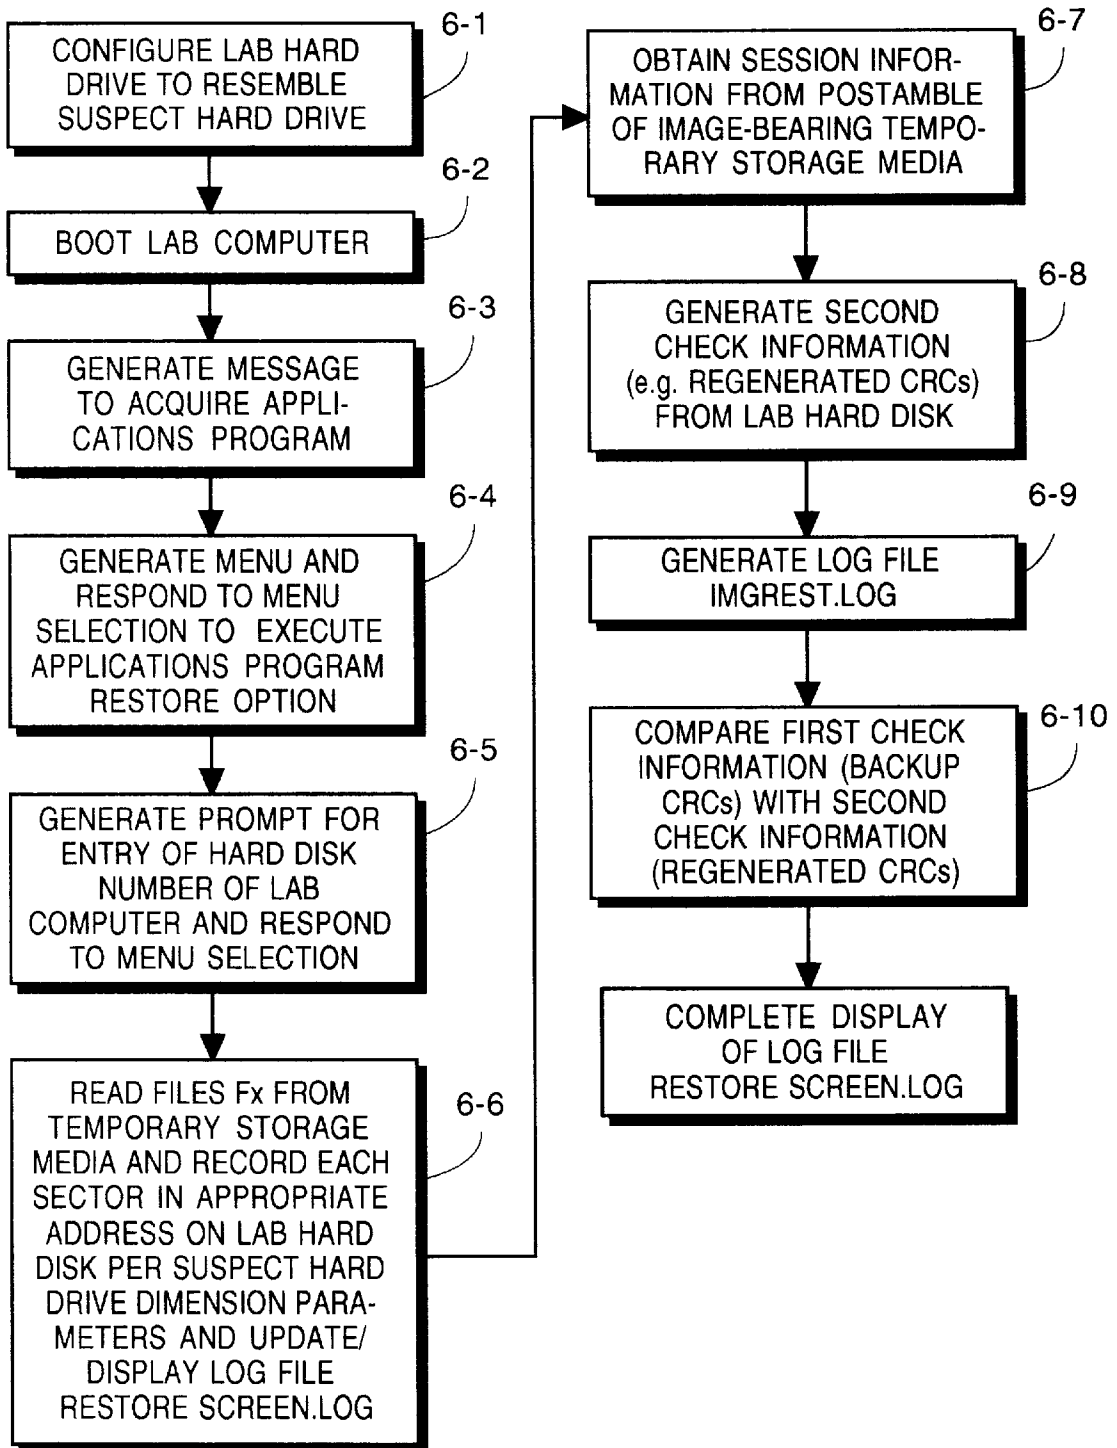 6-1
CONFIGURE LAB HARD
DRIVE TO RESEMBLE
SUSPECT HARD DRIVE
6-2
BOOT LAB COMPUTER
6-3
GENERATE MESSAGE
TO ACQUIRE APPLI-
CATIONS PROGRAM
6-4
GENERATE MENU AND
RESPOND TO MENU
SELECTION TO EXECUTE
APPLICATIONS PROGRAM
RESTORE OPTION
6-5
GENERATE PROMPT FOR
ENTRY OF HARD DISK
NUMBER OF LAB
COMPUTER AND RESPOND
TO MENU SELECTION
6-6
READ FILES Fx FROM
TEMPORARY STORAGE
MEDIA AND RECORD EACH
SECTOR IN APPROPRIATE
ADDRESS ON LAB HARD
DISK PER SUSPECT HARD
DRIVE DIMENSION PARA-
METERS AND UPDATE/
DISPLAY LOG FILE
RESTORE SCREEN.LOG
6-7
OBTAIN SESSION INFOR-
MATION FROM POSTAMBLE
OF IMAGE-BEARING TEMPO-
RARY STORAGE MEDIA
6-8
GENERATE SECOND
CHECK INFORMATION
(e.g. REGENERATED CRCs)
FROM LAB HARD DISK
6-9
GENERATE LOG FILE
IMGREST.LOG
6-10
COMPARE FIRST CHECK
INFORMATION (BACKUP
CRCs) WITH SECOND
CHECK INFORMATION
(REGENERATED CRCs)
COMPLETE DISPLAY
OF LOG FILE
RESTORE SCREEN.LOG